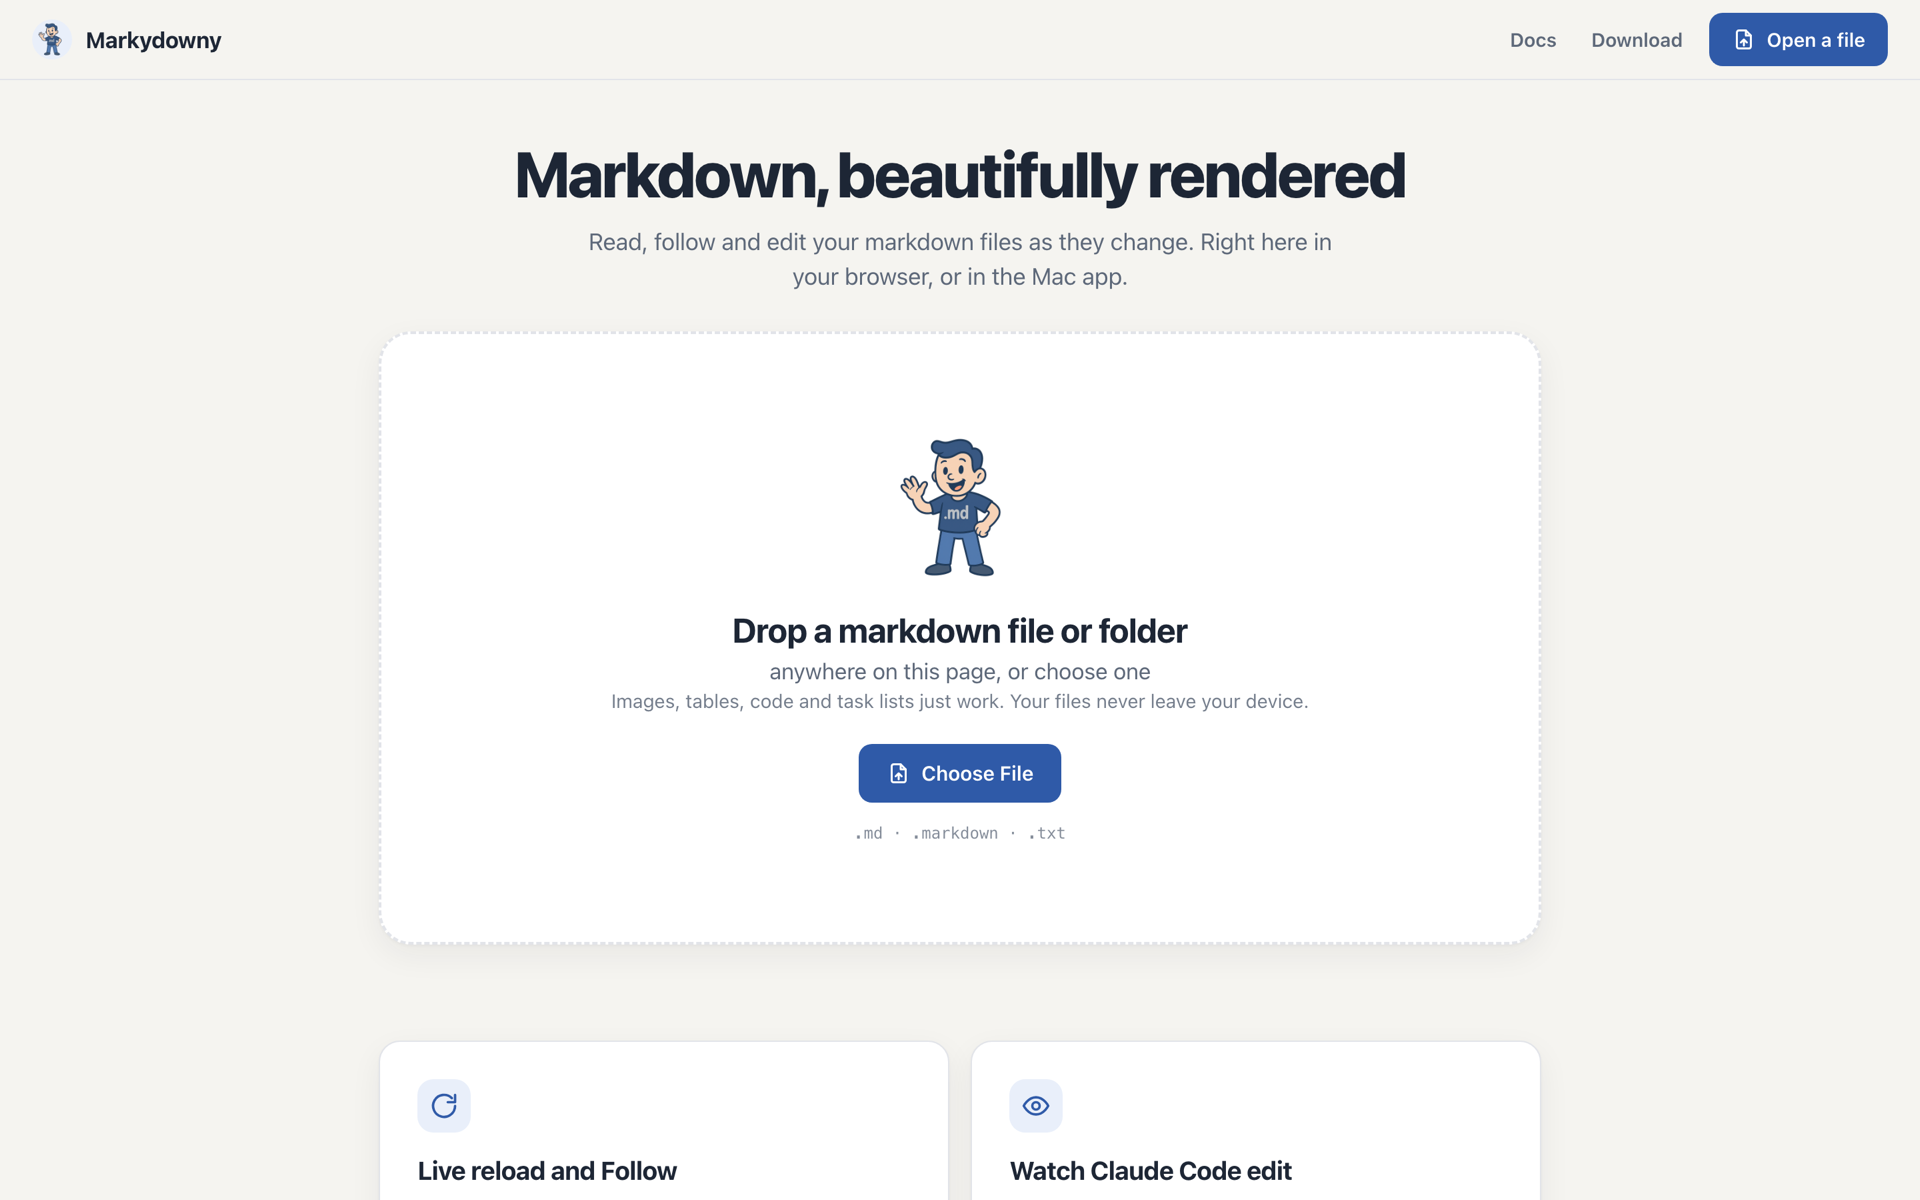 Markydowny
Docs
Download
Open a file
Markdown, beautifully rendered
Read, follow and edit your markdown files as they change. Right here in
your browser, or in the Mac app.
.md
Drop a markdown file or folder
anywhere on this page, or choose one
Images, tables, code and task lists just work. Your files never leave your device.
Choose File
.md · .markdown · .txt
Live reload and Follow
Watch Claude Code edit